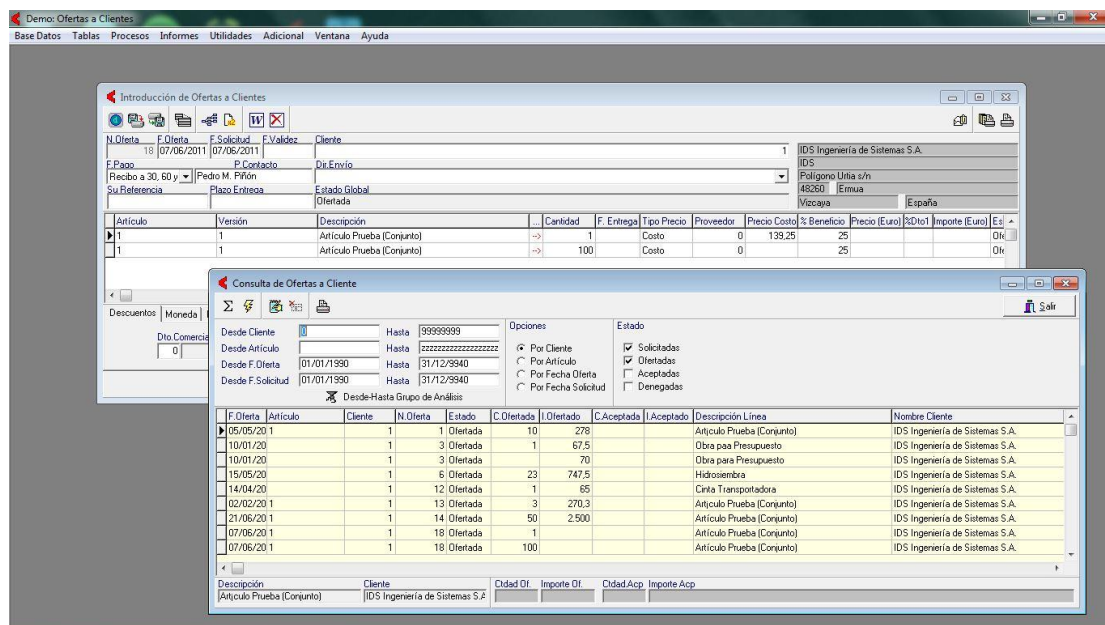 Demo: Ofertas a Clientes
Base Datos Tablas Procesos Informes Utilidades Adicional Ventana Ayuda
Introducción de Ofertas a Clientes
N.Oferta F.Oferta F.Solicitud F.Validez Cliente
18 07/06/2011 07/06/2011 1 IDS Ingeniería de Sistemas S.A.
IDS
F.Pago P.Contacto Dir.Envío
Recibo a 30, 60 y Pedro M. Piñón Polígono Urtia s/n
Su Referencia Plazo Entrega Estado Global 48260 Ermua
Ofertada Vizcaya España
Artículo Versión Descripción ... Cantidad F. Entrega Tipo Precio Proveedor Precio Costo % Beneficio Precio (Euro) %Dto1 Importe (Euro) Es
1 1 Artículo Prueba (Conjunto) --> 1 Costo 0 139,25 25 Ofe
1 1 Artículo Prueba (Conjunto) --> 100 Costo 0 25 Ofe
Descuentos Moneda
Dto.Comercia
0
Consulta de Ofertas a Cliente
Salir
Desde Cliente 0 Hasta 99999999
Desde Artículo Hasta zzzzzzzzzzzzzzzzzzzz
Desde F.Oferta 01/01/1990 Hasta 31/12/9940
Desde F.Solicitud 01/01/1990 Hasta 31/12/9940
Desde-Hasta Grupo de Análisis
Opciones
Por Cliente
Por Artículo
Por Fecha Oferta
Por Fecha Solicitud
Estado
Solicitadas
Ofertadas
Aceptadas
Denegadas
F.Oferta Artículo Cliente N.Oferta Estado C.Ofertada I.Ofertado C.Aceptada I.Aceptado Descripción Línea Nombre Cliente
05/05/20 1 1 1 Ofertada 10 278 Artjculo Prueba (Conjunto) IDS Ingeniería de Sistemas S.A.
10/01/20 1 3 Ofertada 1 67,5 Obra paa Presupuesto IDS Ingeniería de Sistemas S.A.
10/01/20 1 3 Ofertada 70 Obra para Presupuesto IDS Ingeniería de Sistemas S.A.
15/05/20 1 6 Ofertada 23 747,5 Hidrosiembra IDS Ingeniería de Sistemas S.A.
14/04/20 1 12 Ofertada 1 65 Cinta Transportadora IDS Ingeniería de Sistemas S.A.
02/02/20 1 1 13 Ofertada 3 270,3 Artjculo Prueba (Conjunto) IDS Ingeniería de Sistemas S.A.
21/06/20 1 1 14 Ofertada 50 2.500 Artículo Prueba (Conjunto) IDS Ingeniería de Sistemas S.A.
07/06/20 1 1 18 Ofertada 1 Artículo Prueba (Conjunto) IDS Ingeniería de Sistemas S.A.
07/06/20 1 1 18 Ofertada 100 Artículo Prueba (Conjunto) IDS Ingeniería de Sistemas S.A.
Descripción Cliente Ctdad Of. Importe Of. Ctdad.Acp Importe Acp
Artjculo Prueba (Conjunto) IDS Ingeniería de Sistemas S.A